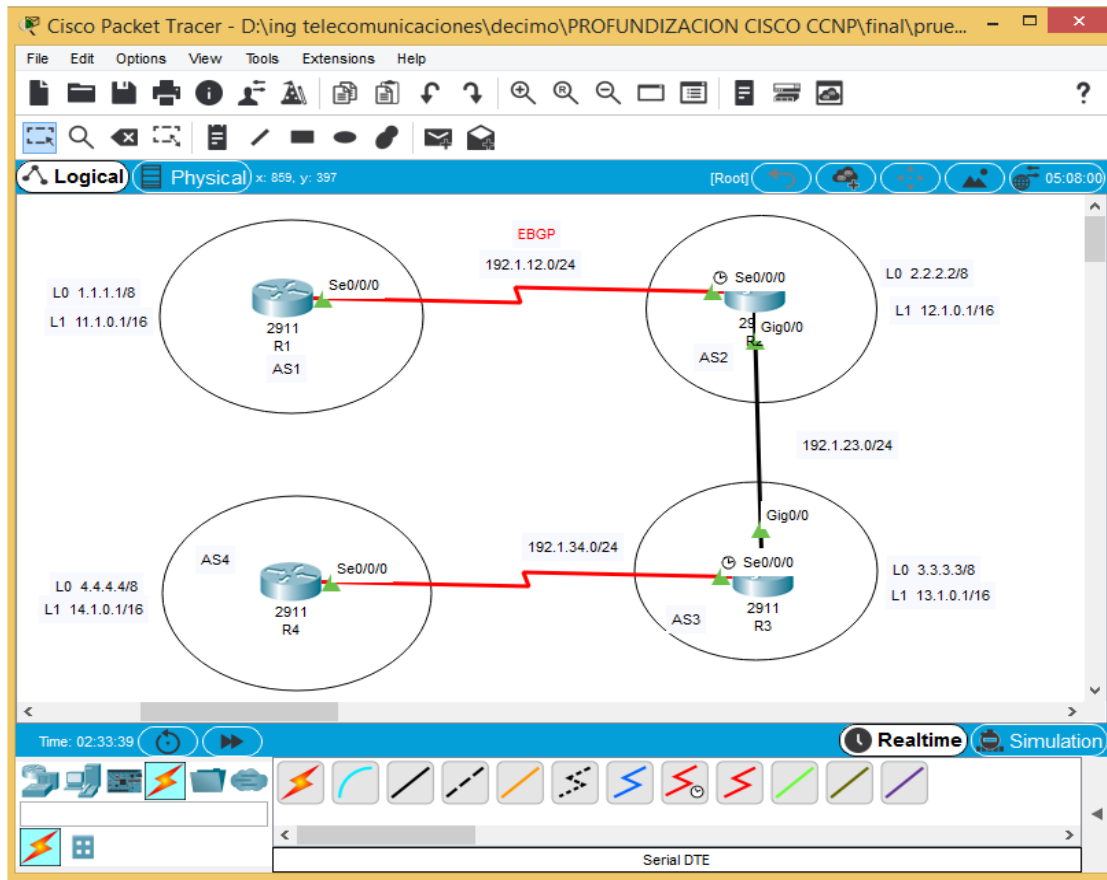 Cisco Packet Tracer - D:\ing telecomunicaciones\decimo\PROFUNDIZACION CISCO CCNP\final\prue...
File Edit Options View Tools Extensions Help
Logical Physical x: 859, y: 397 [Root] 05:08:00
EBGP
192.1.12.0/24
L0 1.1.1.1/8
L1 11.1.0.1/16
Se0/0/0
2911
R1
AS1
Se0/0/0
L0 2.2.2.2/8
L1 12.1.0.1/16
29
Gig0/0
R2
AS2
192.1.23.0/24
AS4
Se0/0/0
L0 4.4.4.4/8
L1 14.1.0.1/16
2911
R4
192.1.34.0/24
Gig0/0
Se0/0/0
L0 3.3.3.3/8
L1 13.1.0.1/16
2911
R3
AS3
Time: 02:33:39 Realtime Simulation
Serial DTE